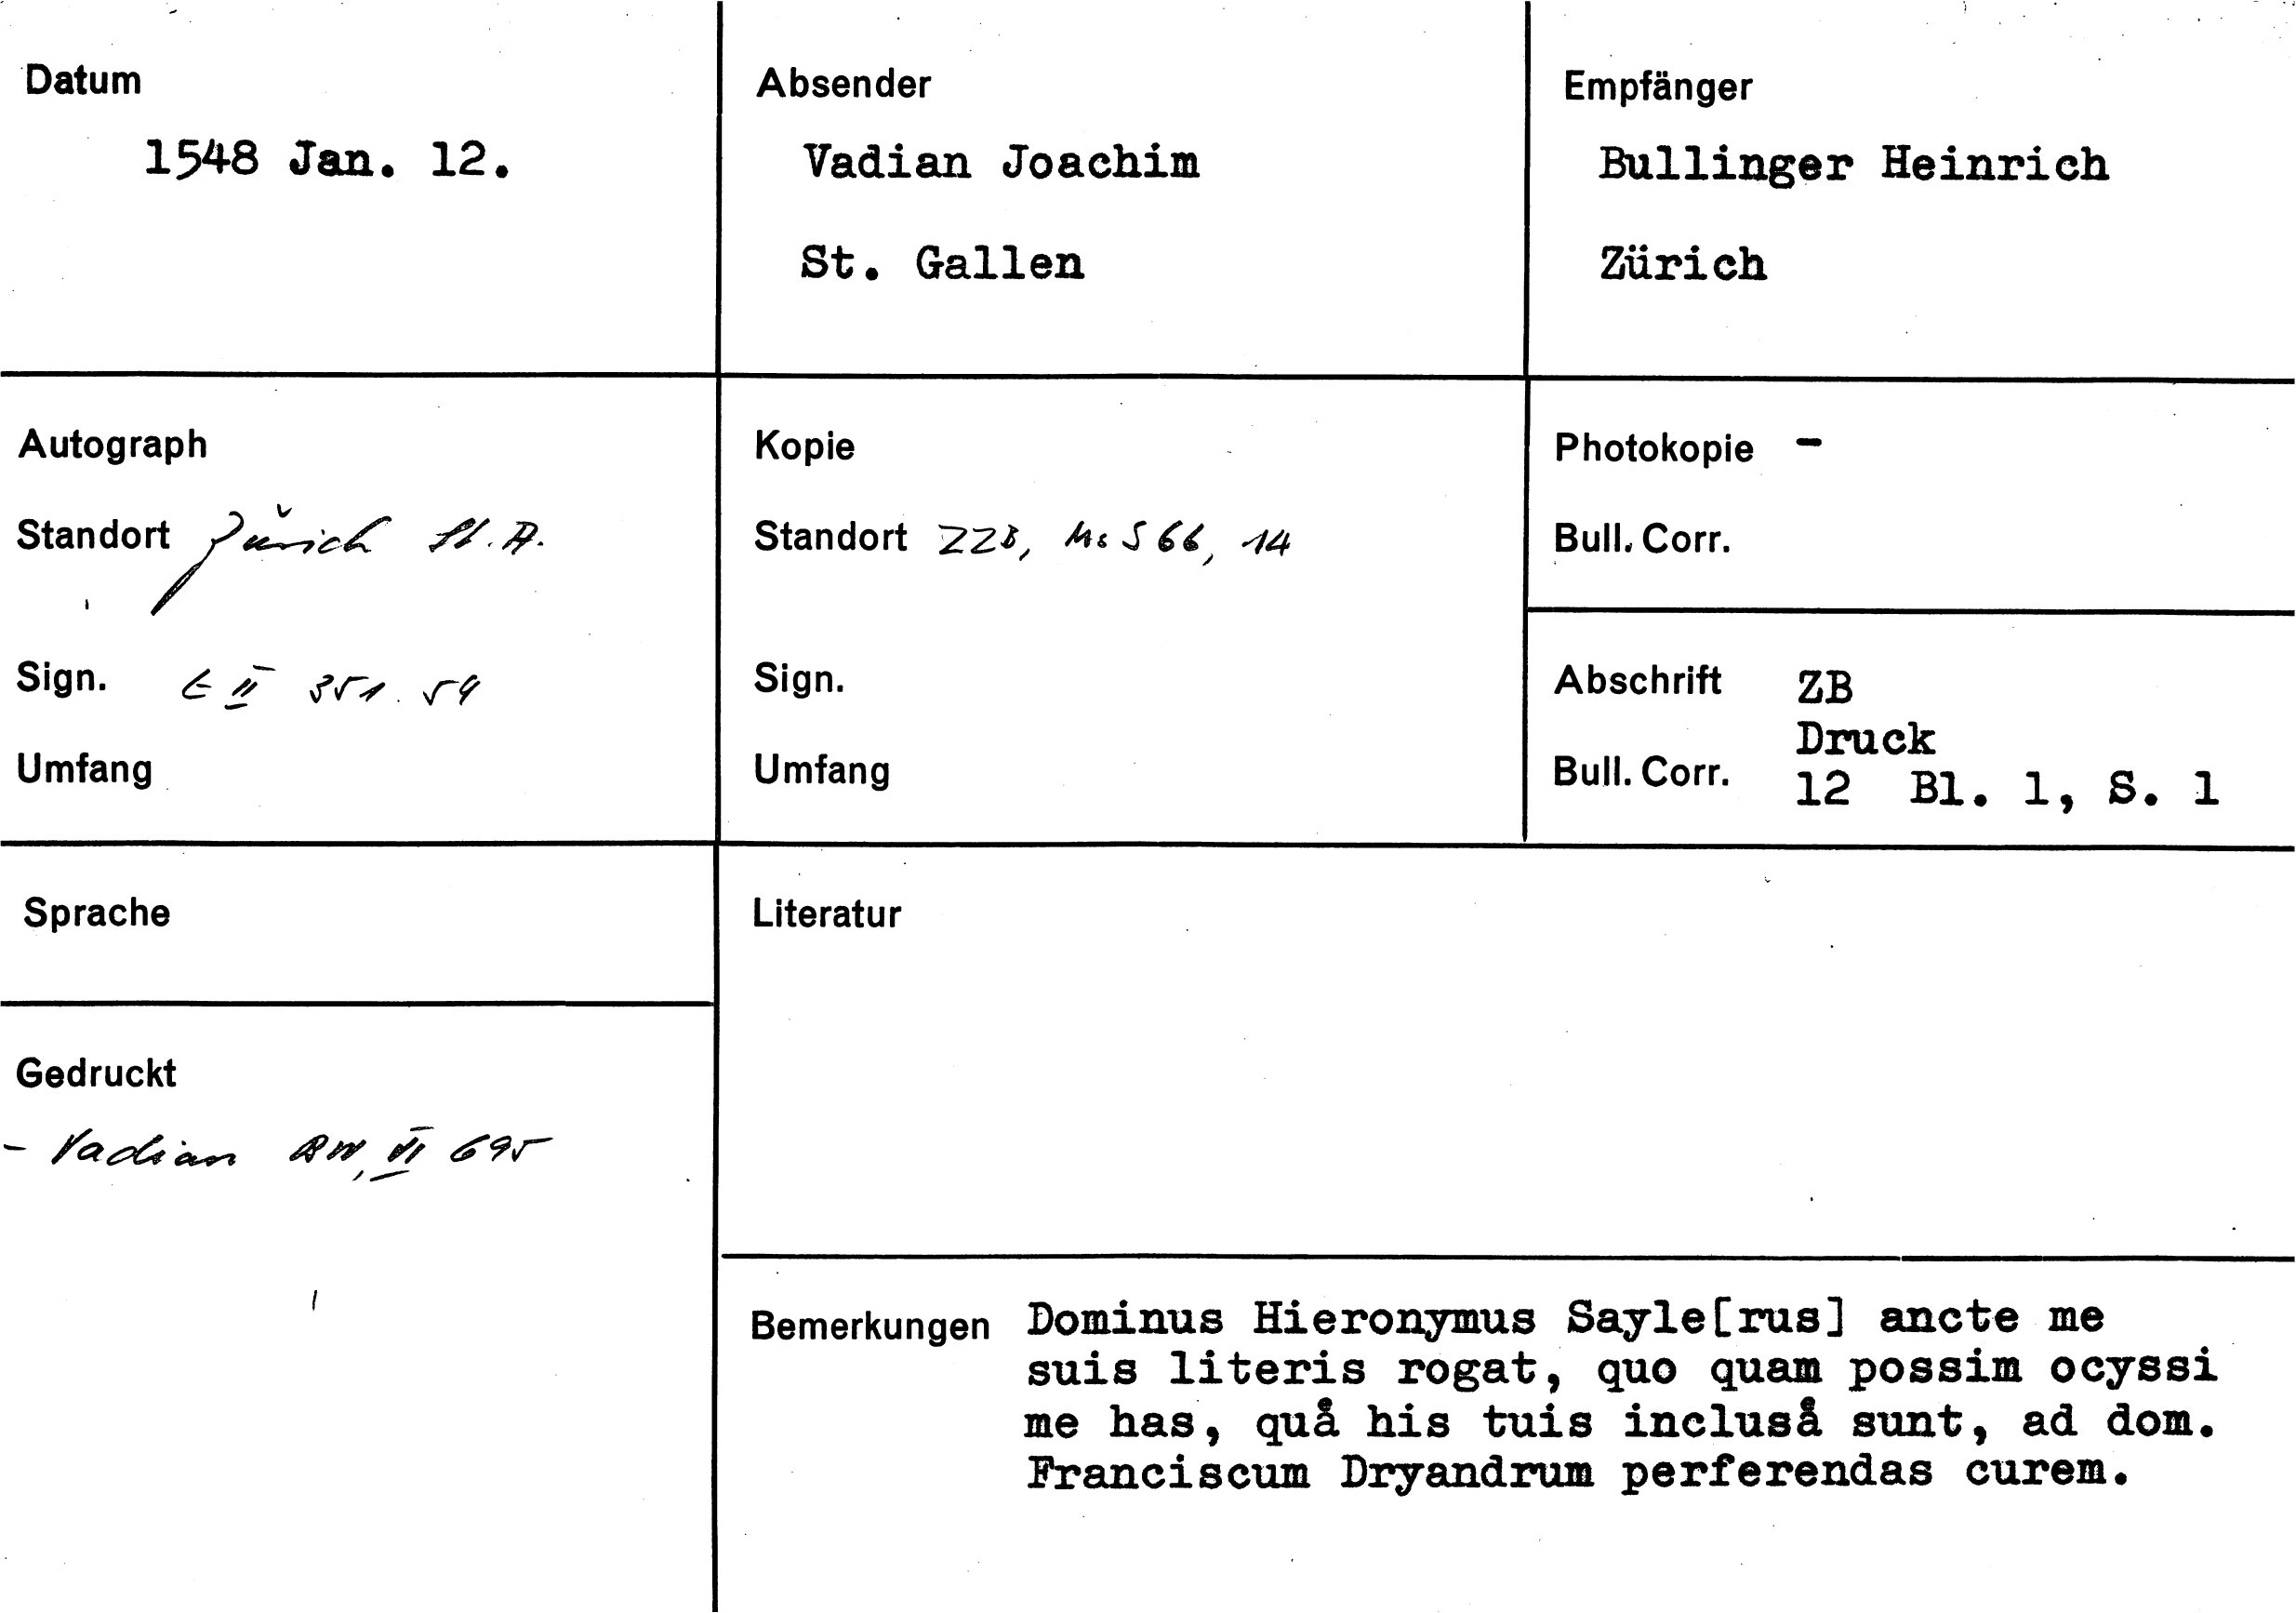 Datum
1548 Jan. 12.
Absender
Vadian Joachim
St. Gallen
Empfänger
Bullinger Heinrich
Zürich
Autograph
Standort Zürich St. A.
Sign. E II 351. 59
Umfang
Kopie
Standort ZZB, Ms S 66, 14
Sign.
Umfang
Photokopie -
Bull. Corr.
Abschrift ZB
Druck
Bull. Corr. 12 Bl. 1, S. 1
Sprache
Literatur
Gedruckt
- Vadian BW, VI 695
Bemerkungen Dominus Hieronymus Sayle[rus] ancte me
suis literis rogat, quo quam possim ocyssi
me has, quå his tuis incluså sunt, ad dom.
Franciscum Dryandrum perferendas curem.